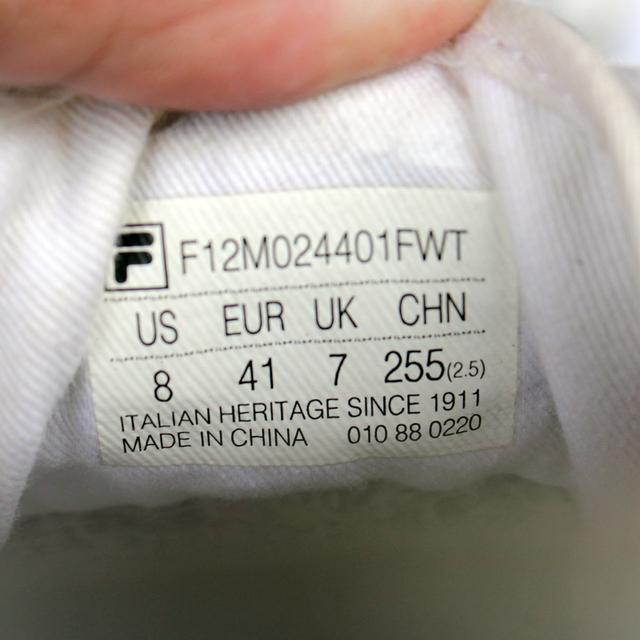 F F12M024401FWT
US EUR UK CHN
8 41 7 255(2.5)
ITALIAN HERITAGE SINCE 1911
MADE IN CHINA 010 88 0220